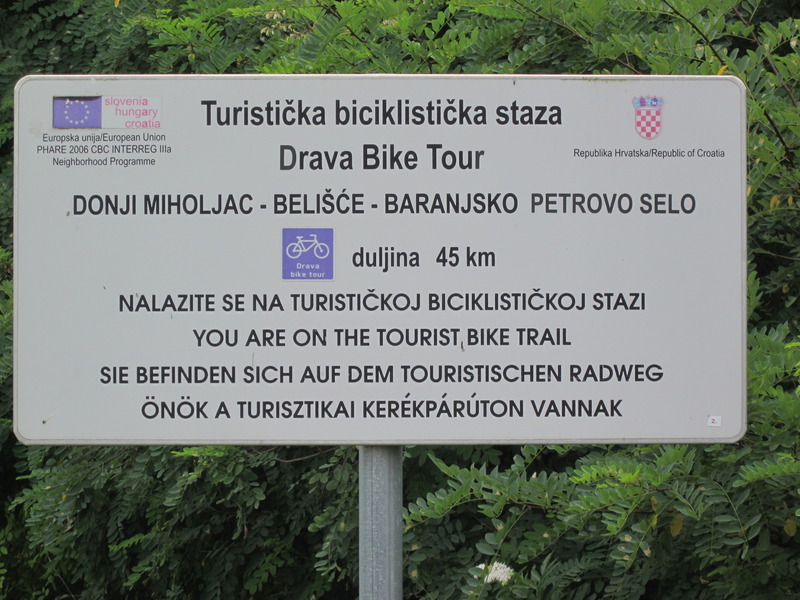 slovenia
hungary
croatia
Europska unija/European Union
PHARE 2006 CBC INTERREG IIIa
Neighborhood Programme
Turistička biciklistička staza
Drava Bike Tour
Republika Hrvatska/Republic of Croatia
DONJI MIHOLJAC - BELIŠĆE - BARANJSKO PETROVO SELO
Drava
bike tour
duljina 45 km
NALAZITE SE NA TURISTIČKOJ BICIKLISTIČKOJ STAZI
YOU ARE ON THE TOURIST BIKE TRAIL
SIE BEFINDEN SICH AUF DEM TOURISTISCHEN RADWEG
ÖNÖK A TURISZTIKAI KERÉKPÁRÚTON VANNAK
2.